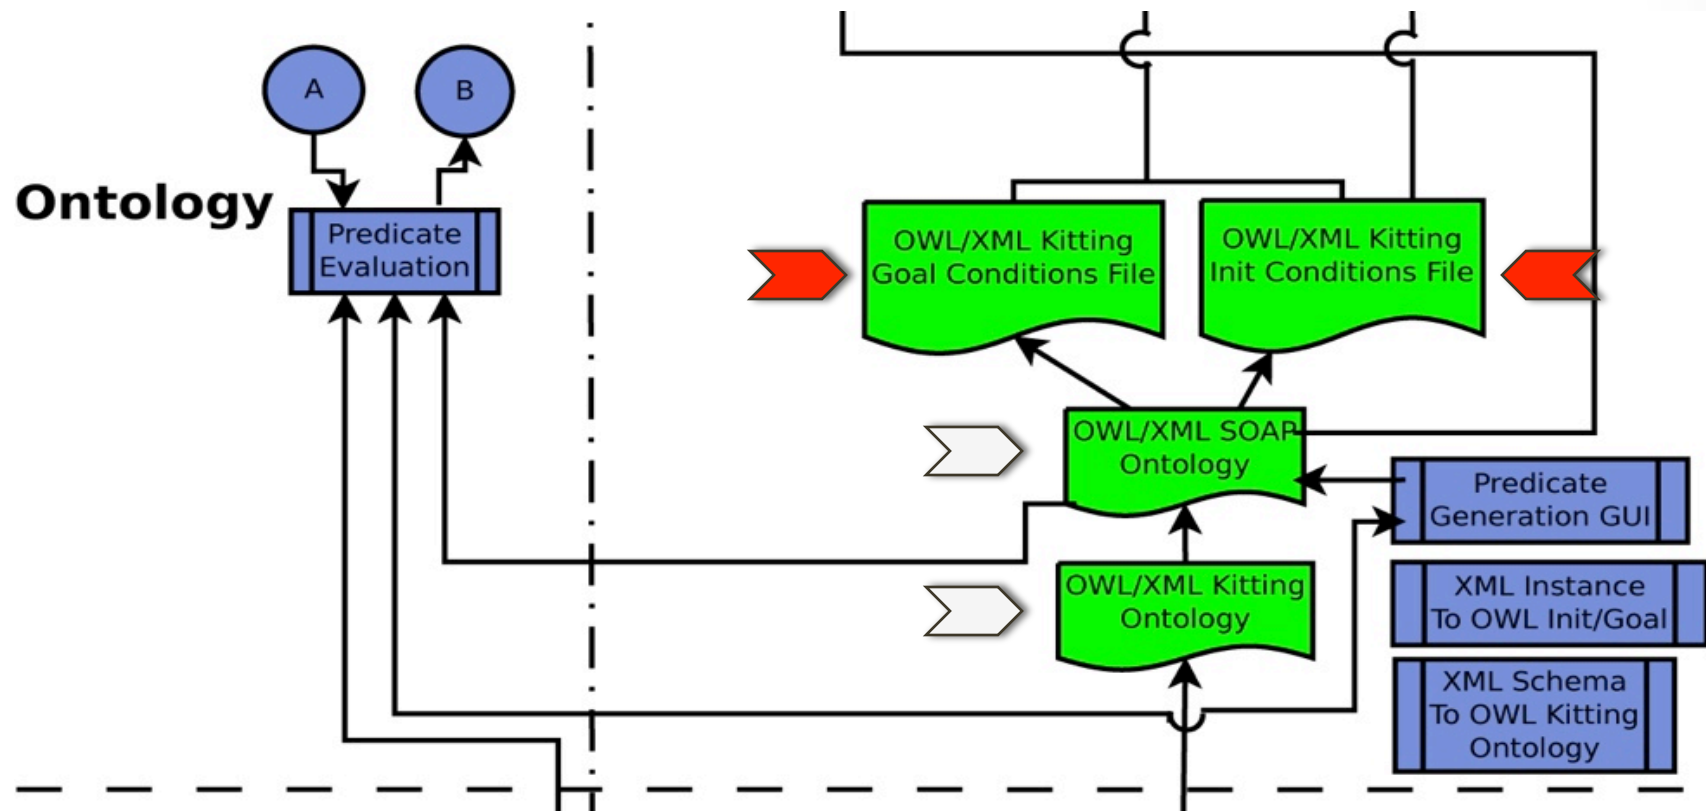 A
B
Ontology
Predicate
Evaluation
OWL/XML Kitting
Goal Conditions File
OWL/XML Kitting
Init Conditions File
OWL/XML SOAP
Ontology
Predicate
Generation GUI
OWL/XML Kitting
Ontology
XML Instance
To OWL Init/Goal
XML Schema
To OWL Kitting
Ontology